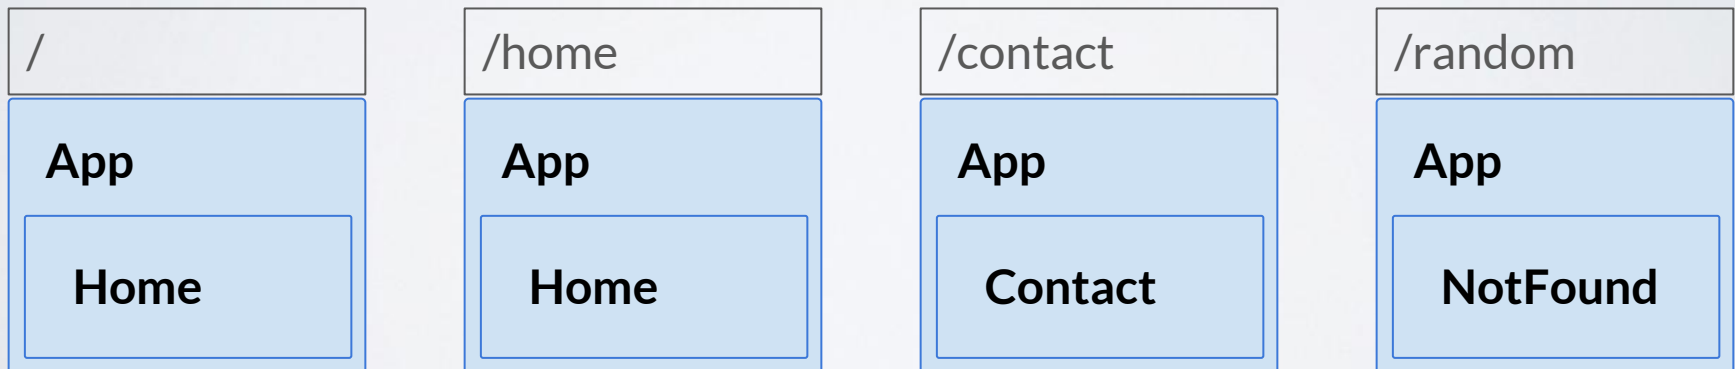 /
App
Home
/home
App
Home
/contact
App
Contact
/random
App
NotFound